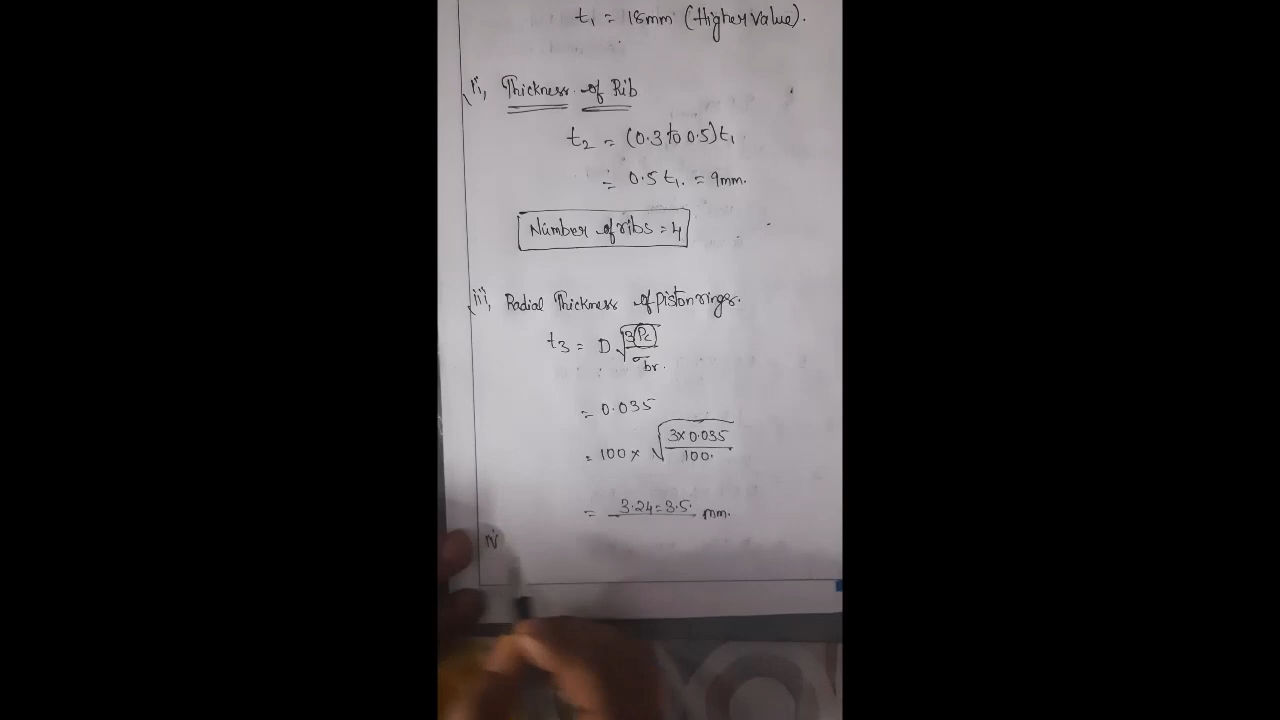 t₁ = 18mm (Higher value).
ii, Thickness of Rib
t₂ = (0.3 to 0.5)t₁
= 0.5 t₁. = 9mm.
Number of ribs = 4
iii, Radial Thickness of Piston rings.
t₃ = D √(3Pc/σbr.)
= 0.035
= 100 × √(3×0.035/100.)
= 3.24 = 3.5. mm.
iv